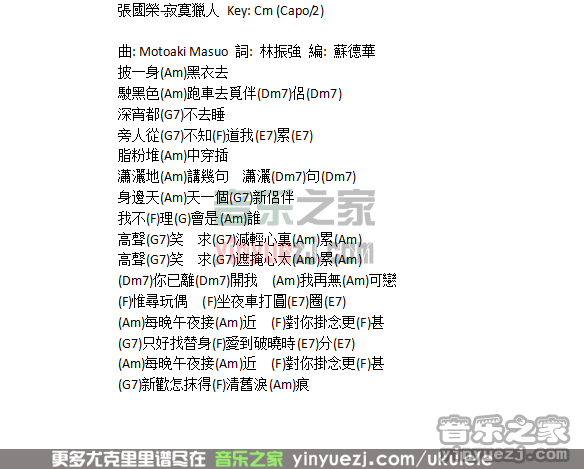 張國榮-寂寞獵人 Key: Cm (Capo/2)
曲: Motoaki Masuo 詞: 林振強 編: 蘇德華
披一身(Am)黑衣去
駛黑色(Am)跑車去覓伴(Dm7)侶(Dm7)
深宵都(G7)不去睡
旁人從(G7)不知(F)道我(E7)累(E7)
脂粉堆(Am)中穿插
瀟灑地(Am)講幾句 瀟灑(Dm7)句(Dm7)
身邊天(Am)天一個(G7)新侶伴
我不(F)理(G)會是(Am)誰
高聲(G7)笑 求(G7)減輕心裏(Am)累(Am)
高聲(G7)笑 求(G7)遮掩心太(Am)累(Am)
(Dm7)你已離(Dm7)開我 (Am)我再無(Am)可戀
(F)惟尋玩偶 (F)坐夜車打圓(E7)圈(E7)
(Am)每晚午夜接(Am)近 (F)對你掛念更(F)甚
(G7)只好找替身(F)愛到破曉時(E7)分(E7)
(Am)每晚午夜接(Am)近 (F)對你掛念更(F)甚
(G7)新歡怎抹得(F)清舊淚(Am)痕
音乐之家
yinyuezj.com
音乐之家
yinyuezj.com
更多尤克里里谱尽在 音乐之家 yinyuezj.com/ukulele